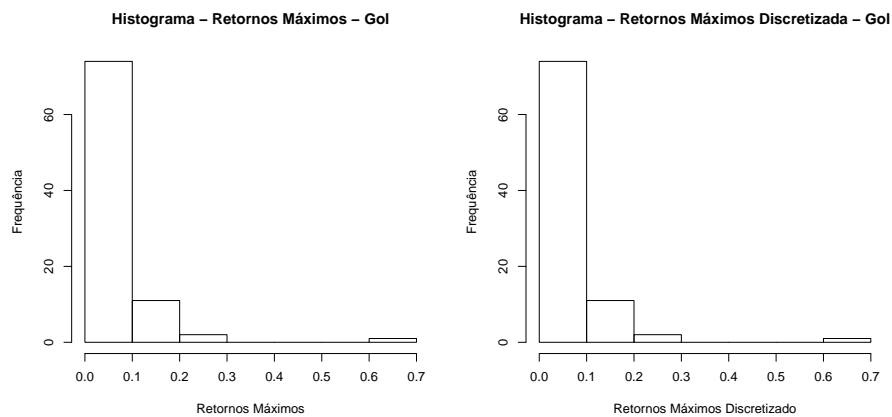 Histograma − Retornos Máximos − Gol
Frequência
60
40
20
0
0.0 0.1 0.2 0.3 0.4 0.5 0.6 0.7
Retornos Máximos
Histograma − Retornos Máximos Discretizada − Gol
Frequência
60
40
20
0
0.0 0.1 0.2 0.3 0.4 0.5 0.6 0.7
Retornos Máximos Discretizado